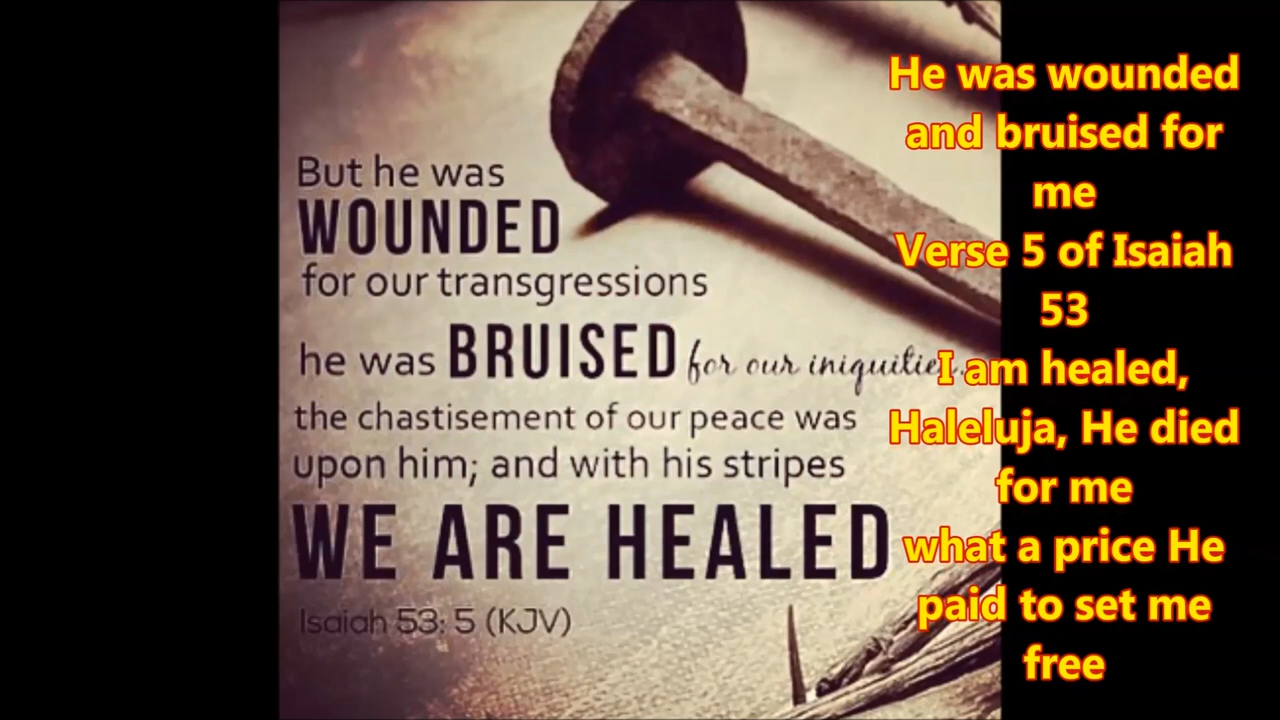 But he was
WOUNDED
for our transgressions
he was BRUISED for our iniquities.
the chastisement of our peace was
upon him; and with his stripes
WE ARE HEALED
Isaiah 53: 5 (KJV)
He was wounded
and bruised for
me
Verse 5 of Isaiah
53
I am healed,
Haleluja, He died
for me
what a price He
paid to set me
free